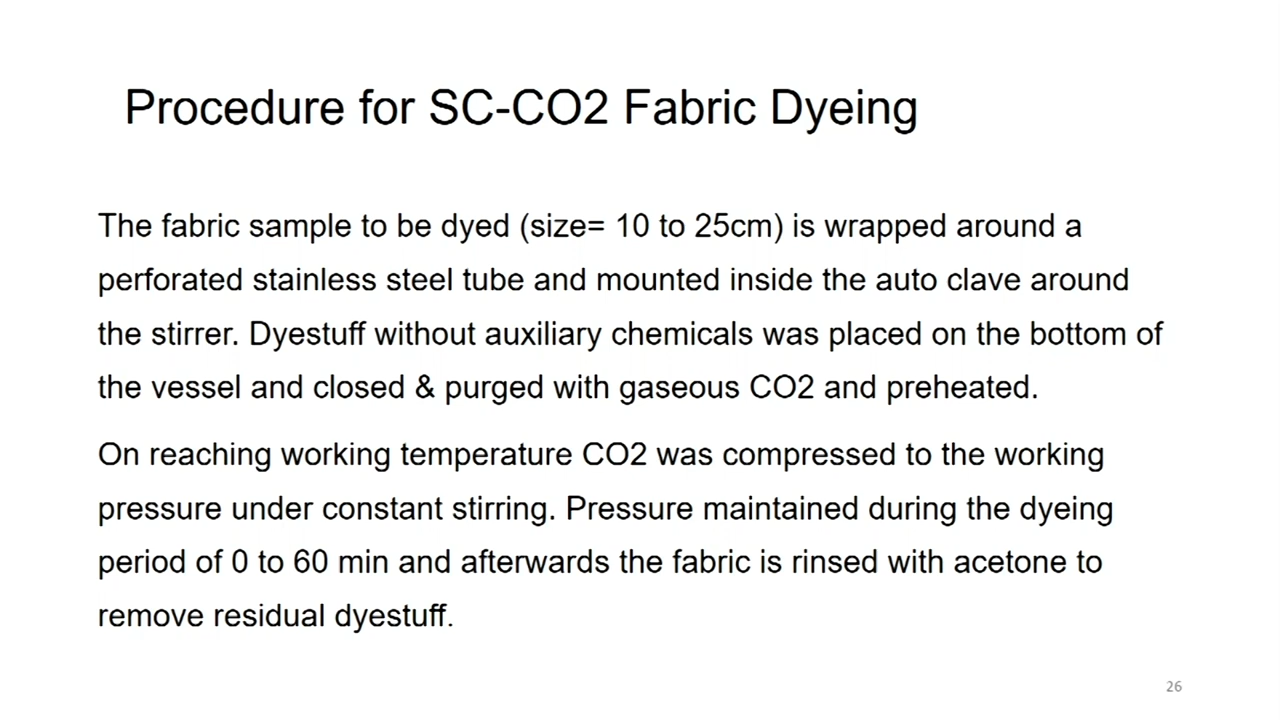 Procedure for SC-CO2 Fabric Dyeing
The fabric sample to be dyed (size= 10 to 25cm) is wrapped around a
perforated stainless steel tube and mounted inside the auto clave around
the stirrer. Dyestuff without auxiliary chemicals was placed on the bottom of
the vessel and closed & purged with gaseous CO2 and preheated.
On reaching working temperature CO2 was compressed to the working
pressure under constant stirring. Pressure maintained during the dyeing
period of 0 to 60 min and afterwards the fabric is rinsed with acetone to
remove residual dyestuff.
26